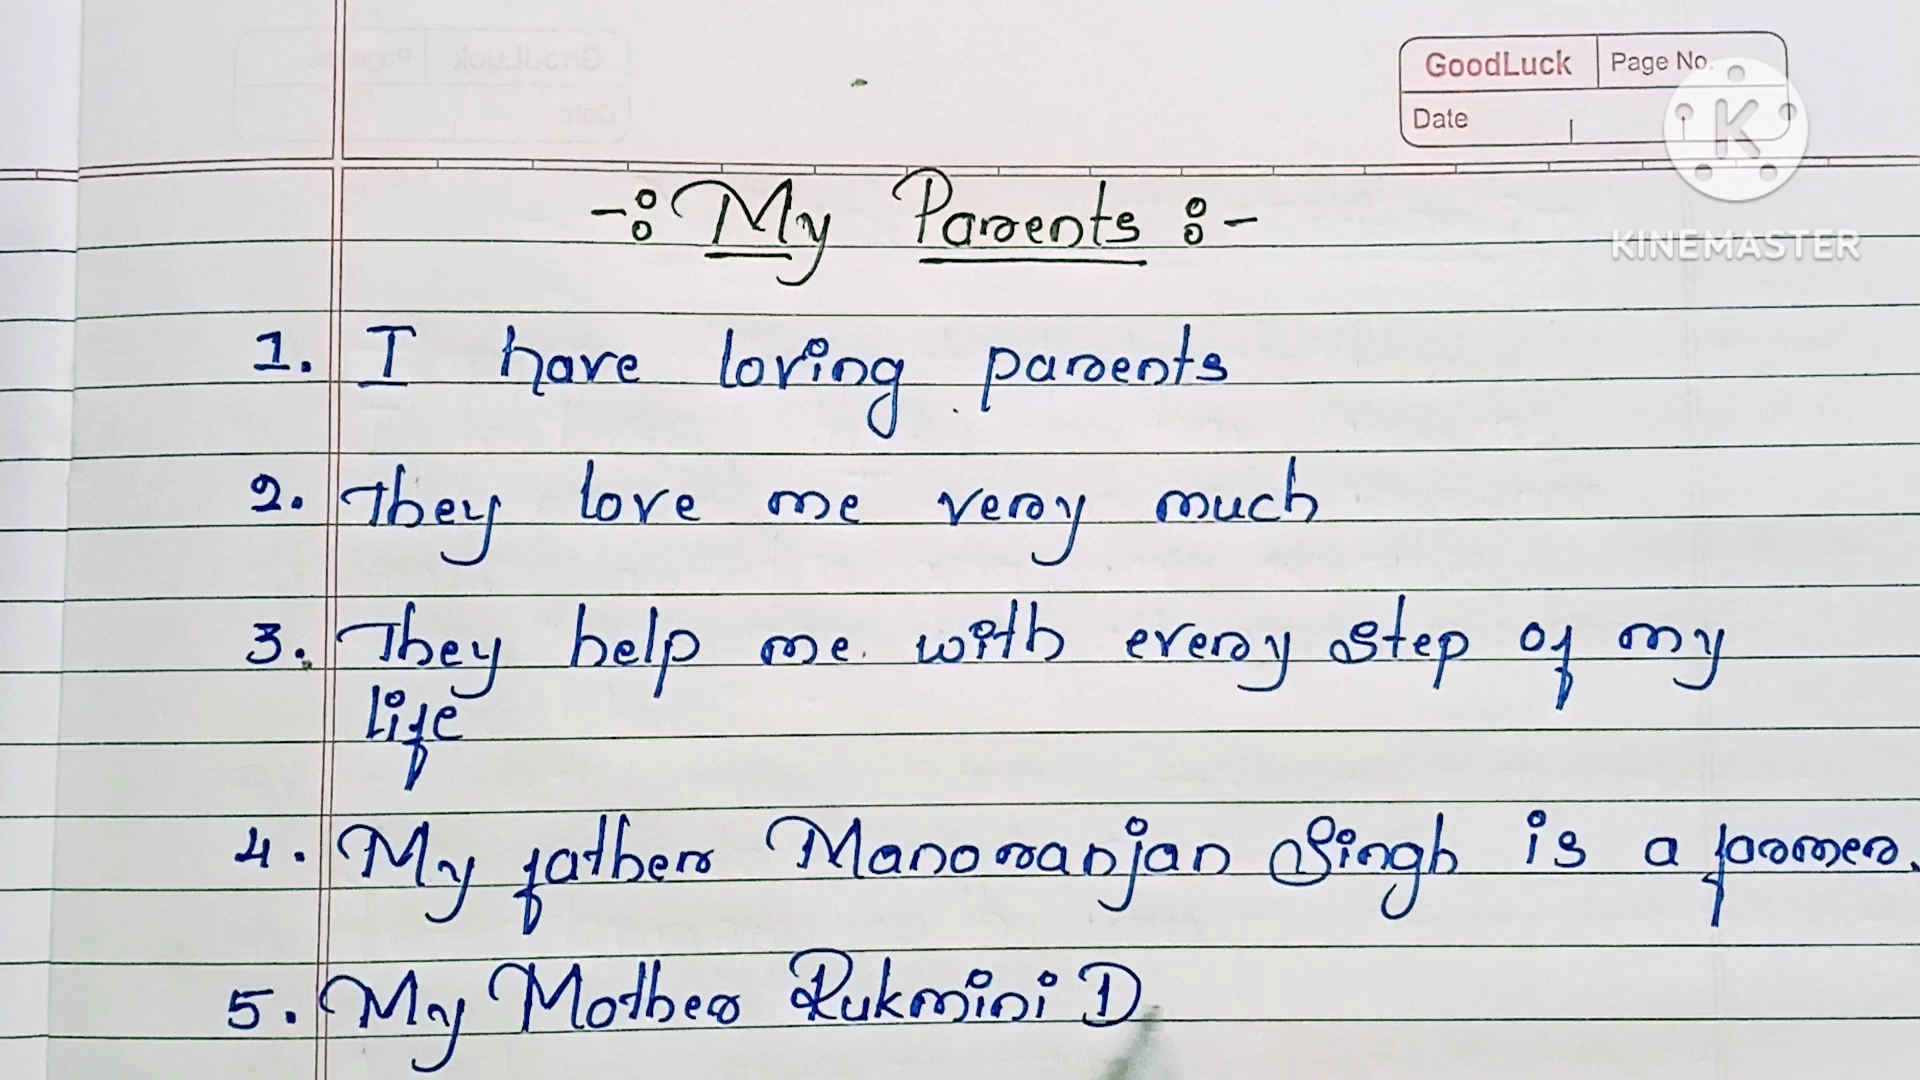 GoodLuck Page No.
Date
KINEMASTER
-: My Parents :-
1. I have loving parents
2. They love me very much
3. They help me with every step of my
life
4. My father Manoranjan Singh is a farmer.
5. My Mother Rukmini D